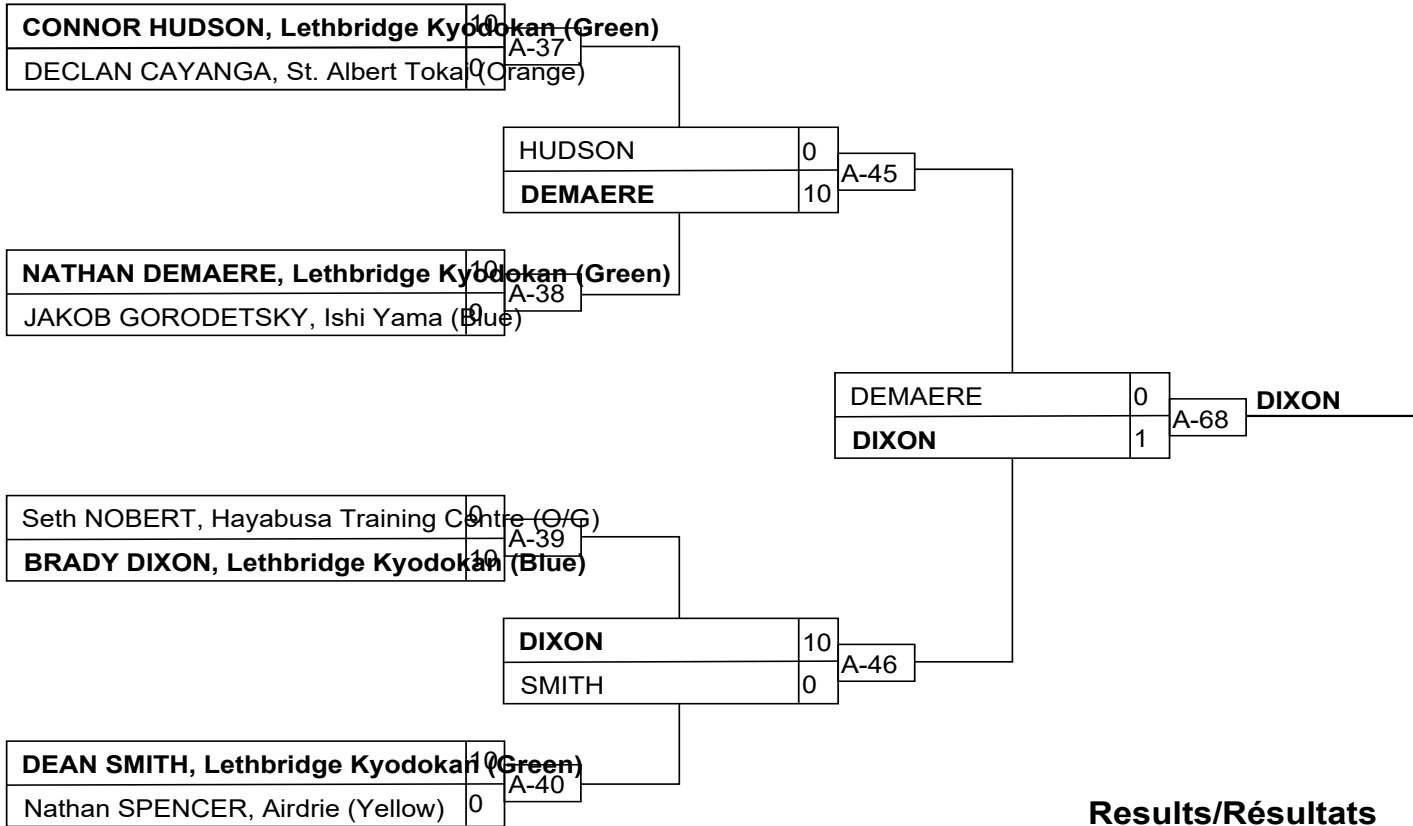 CONNOR HUDSON, Lethbridge Kyodokan (Green) 10
A-37
DECLAN CAYANGA, St. Albert Tokai (Orange) 0
HUDSON 0
A-45
DEMAERE 10
NATHAN DEMAERE, Lethbridge Kyodokan (Green) 10
A-38
JAKOB GORODETSKY, Ishi Yama (Blue) 0
DEMAERE 0
A-68 DIXON
DIXON 1
Seth NOBERT, Hayabusa Training Centre (O/G) 0
A-39
BRADY DIXON, Lethbridge Kyodokan (Blue) 10
DIXON 10
A-46
SMITH 0
DEAN SMITH, Lethbridge Kyodokan (Green) 10
A-40
Nathan SPENCER, Airdrie (Yellow) 0
Results/Résultats